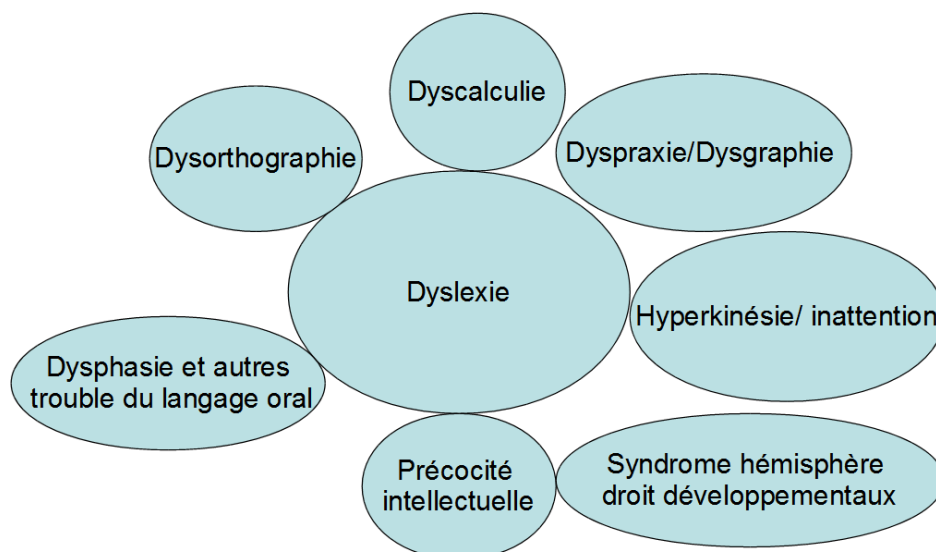 Dyscalculie
Dysorthographie
Dyspraxie/Dysgraphie
Dyslexie
Hyperkinésie/ inattention
Dysphasie et autres
trouble du langage oral
Précocité
intellectuelle
Syndrome hémisphère
droit développementaux